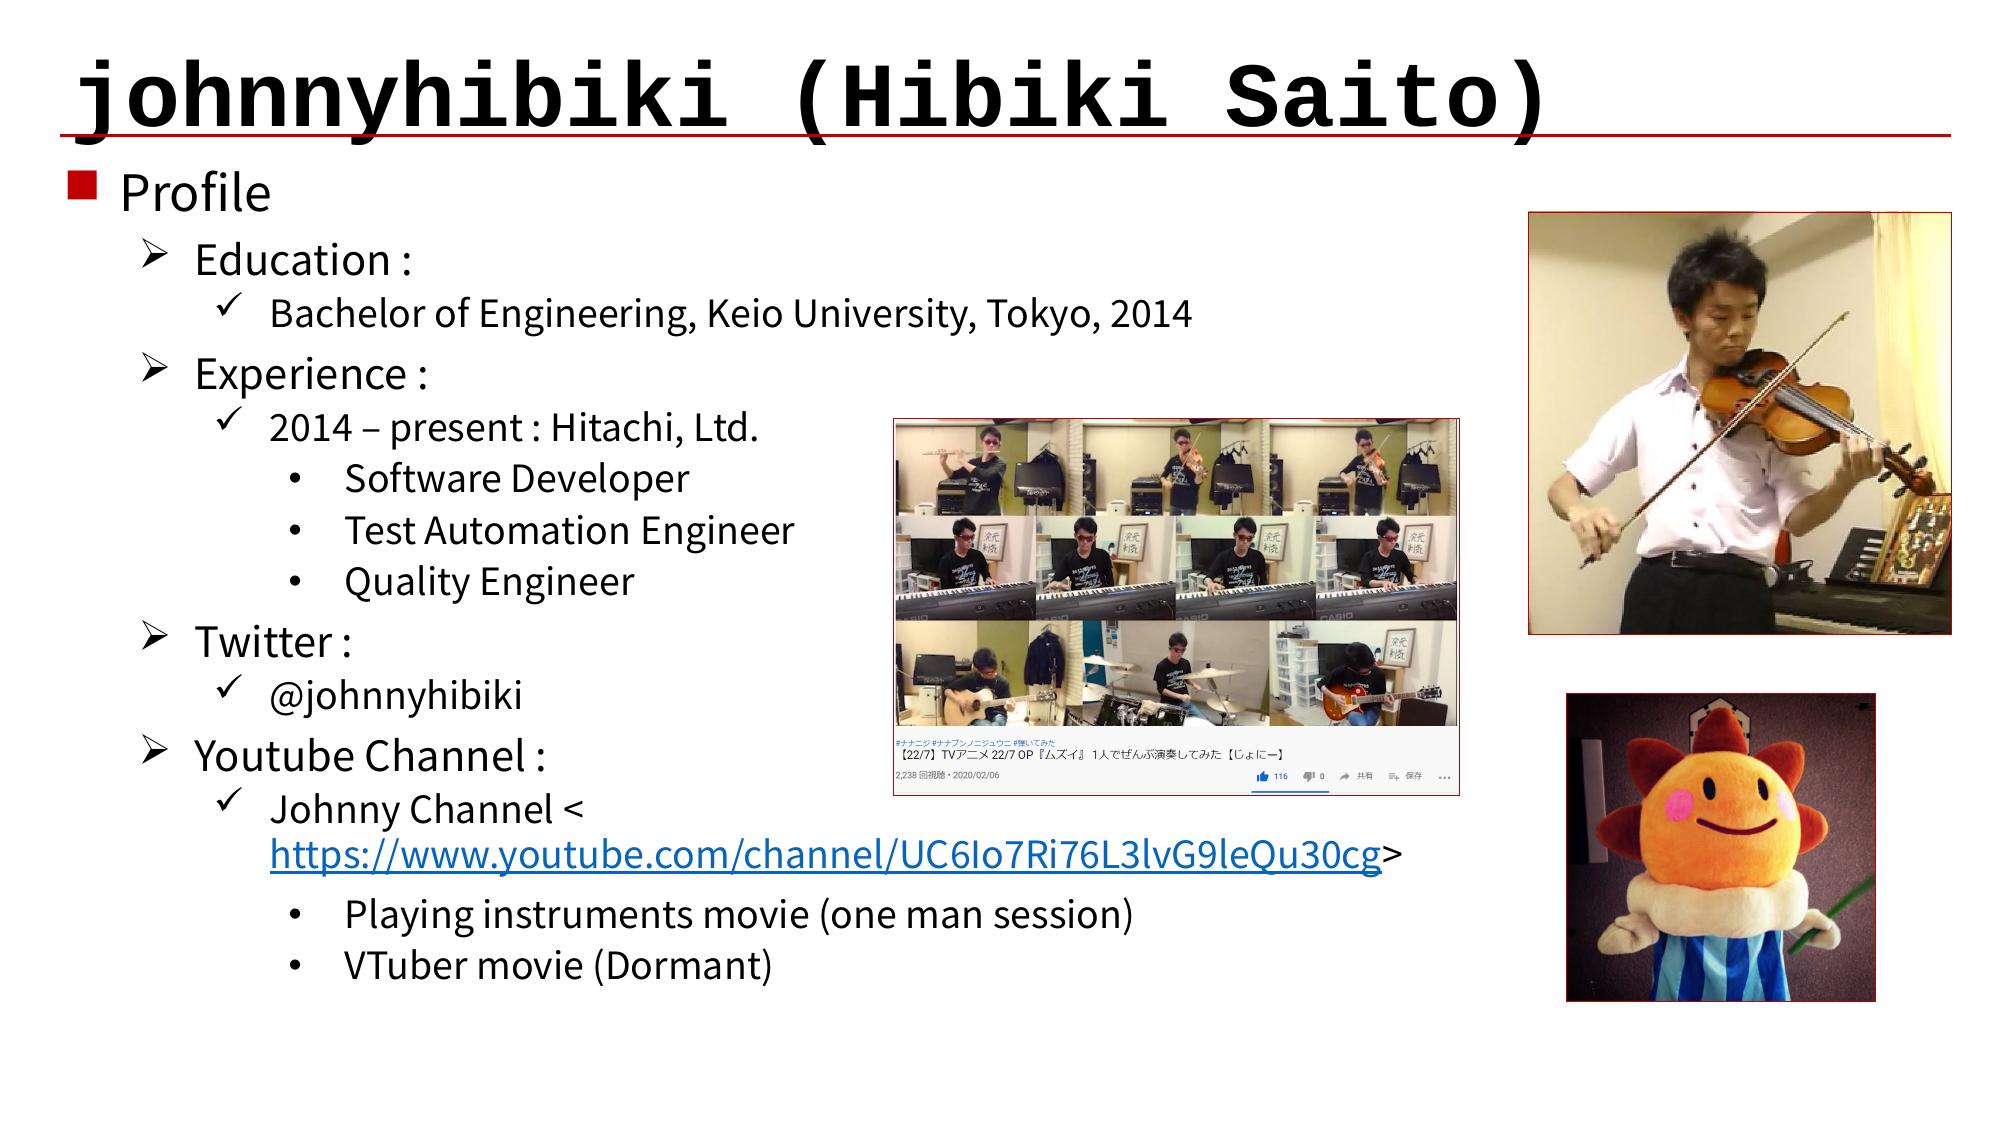 johnnyhibiki (Hibiki Saito)
Profile
Education :
Bachelor of Engineering, Keio University, Tokyo, 2014
Experience :
2014 – present : Hitachi, Ltd.
• Software Developer
• Test Automation Engineer
• Quality Engineer
Twitter :
@johnnyhibiki
Youtube Channel :
Johnny Channel <
https://www.youtube.com/channel/UC6Io7Ri76L3lvG9leQu30cg>
• Playing instruments movie (one man session)
• VTuber movie (Dormant)
CASIO
#ナナニジ #ナナブンノニジュウニ #弾いてみた
【22/7】TVアニメ 22/7 OP『ムズイ』 1人でぜんぶ演奏してみた【じょにー】
2,238 回視聴・2020/02/06
116 0 共有 保存 …